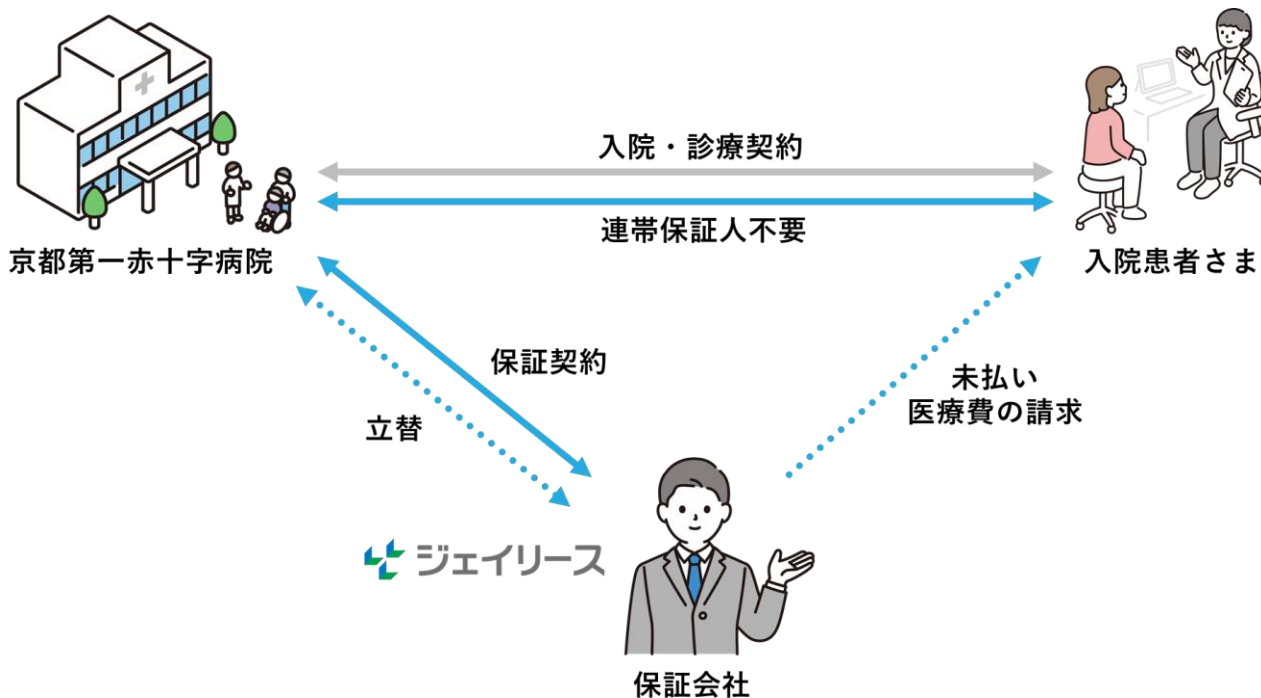 入院・診療契約
連帯保証人不要
京都第一赤十字病院
入院患者さま
保証契約
立替
未払い
医療費の請求
ジェイリース
保証会社